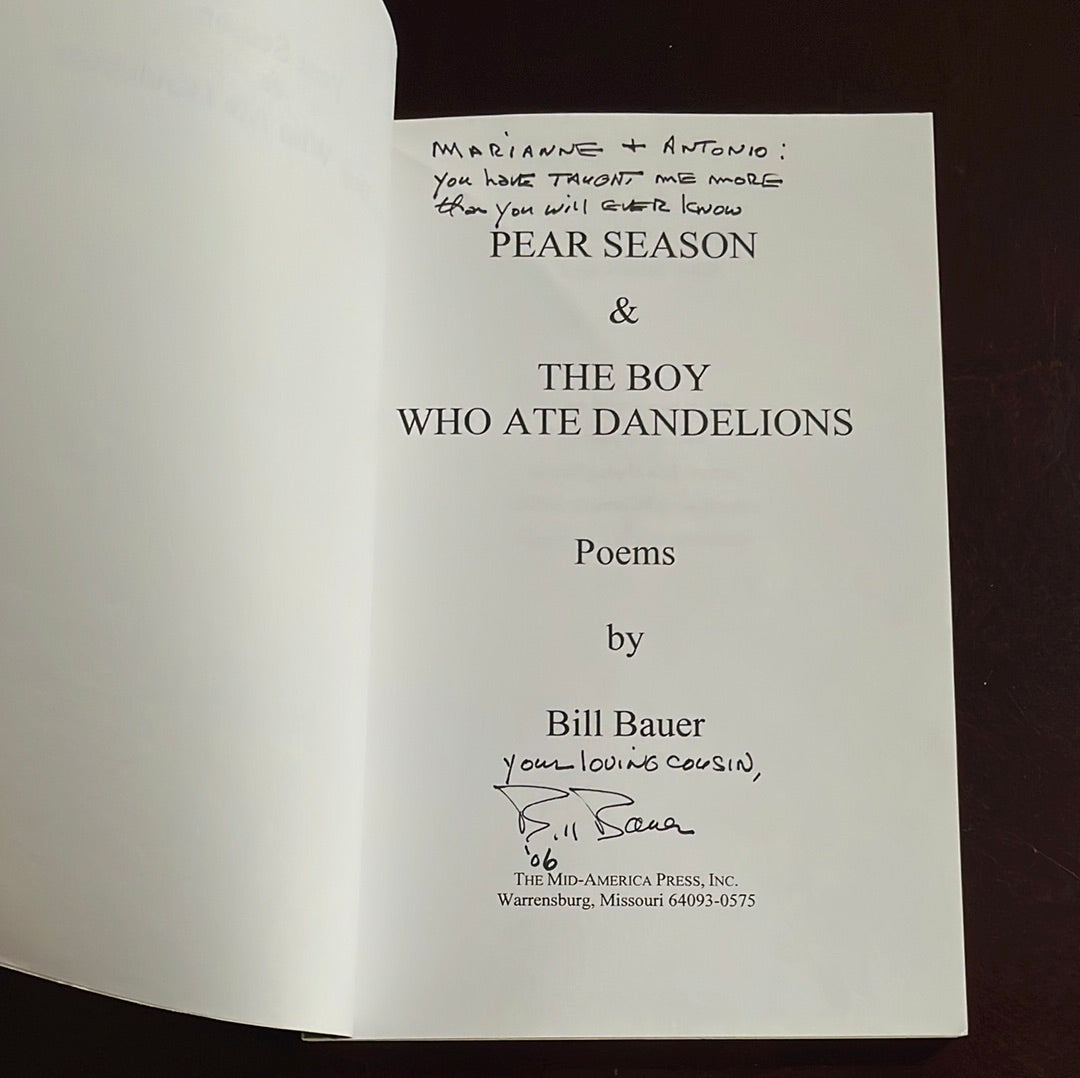 MARIANNE + ANTONIO:
you have TAUGHT ME MORE
than you will EVER know
PEAR SEASON
&
THE BOY
WHO ATE DANDELIONS
Poems
by
Bill Bauer
your loving cousin,
Bill Bauer
'06
THE MID-AMERICA PRESS, INC.
Warrensburg, Missouri 64093-0575